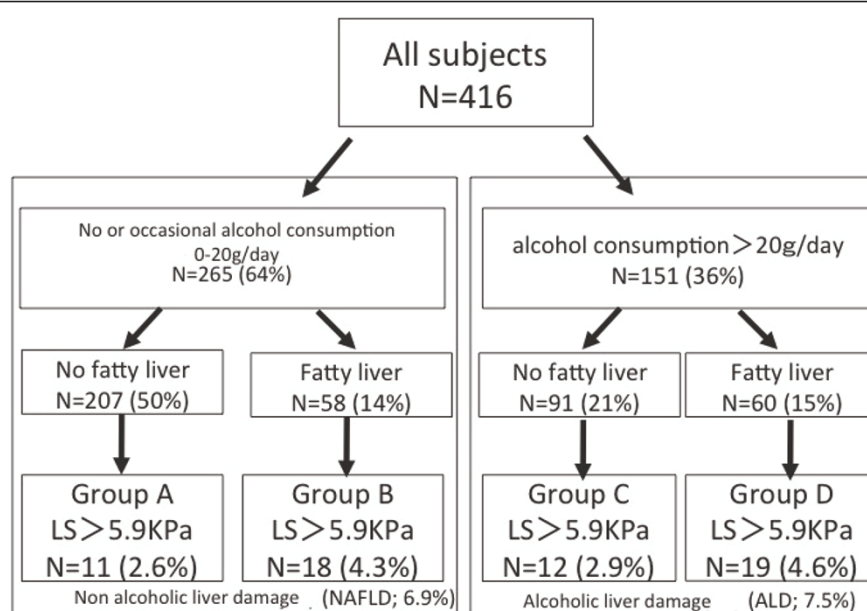 All subjects
N=416
No or occasional alcohol consumption
0-20g/day
N=265 (64%)
alcohol consumption＞20g/day
N=151 (36%)
No fatty liver
N=207 (50%)
Fatty liver
N=58 (14%)
No fatty liver
N=91 (21%)
Fatty liver
N=60 (15%)
Group A
LS＞5.9KPa
N=11 (2.6%)
Group B
LS＞5.9KPa
N=18 (4.3%)
Group C
LS＞5.9KPa
N=12 (2.9%)
Group D
LS＞5.9KPa
N=19 (4.6%)
Non alcoholic liver damage . (NAFLD; 6.9%)
Alcoholic liver damage (ALD; 7.5%)